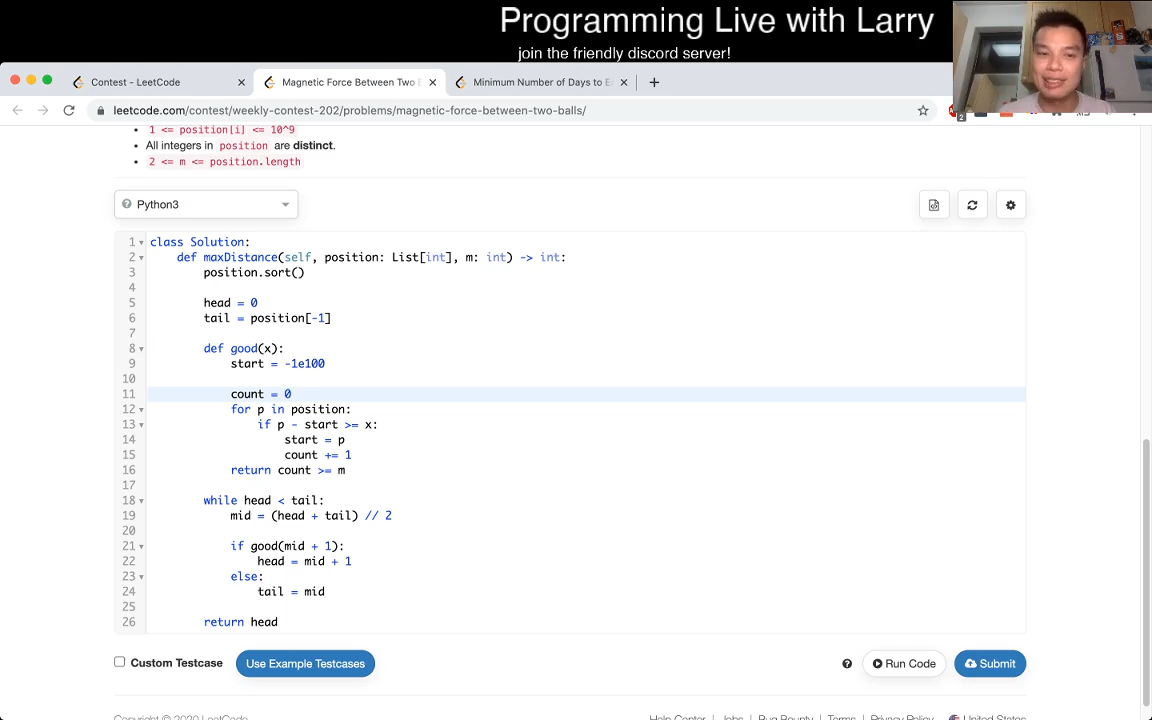 Programming Live with Larry
join the friendly discord server!
Contest - LeetCode
Magnetic Force Between Two
Minimum Number of Days to
leetcode.com/contest/weekly-contest-202/problems/magnetic-force-between-two-balls/
2
• 1 <= position[i] <= 10^9
• All integers in position are distinct.
• 2 <= m <= position.length
Python3
1 class Solution:
2 def maxDistance(self, position: List[int], m: int) -> int:
3 position.sort()
4
5 head = 0
6 tail = position[-1]
7
8 def good(x):
9 start = -1e100
10
11 count = 0
12 for p in position:
13 if p - start >= x:
14 start = p
15 count += 1
16 return count >= m
17
18 while head < tail:
19 mid = (head + tail) // 2
20
21 if good(mid + 1):
22 head = mid + 1
23 else:
24 tail = mid
25
26 return head
Custom Testcase
Use Example Testcases
Run Code
Submit
Copyright © 2020 LeetCode
Help Center | Jobs | Bug Bounty | Terms | Privacy Policy | United States